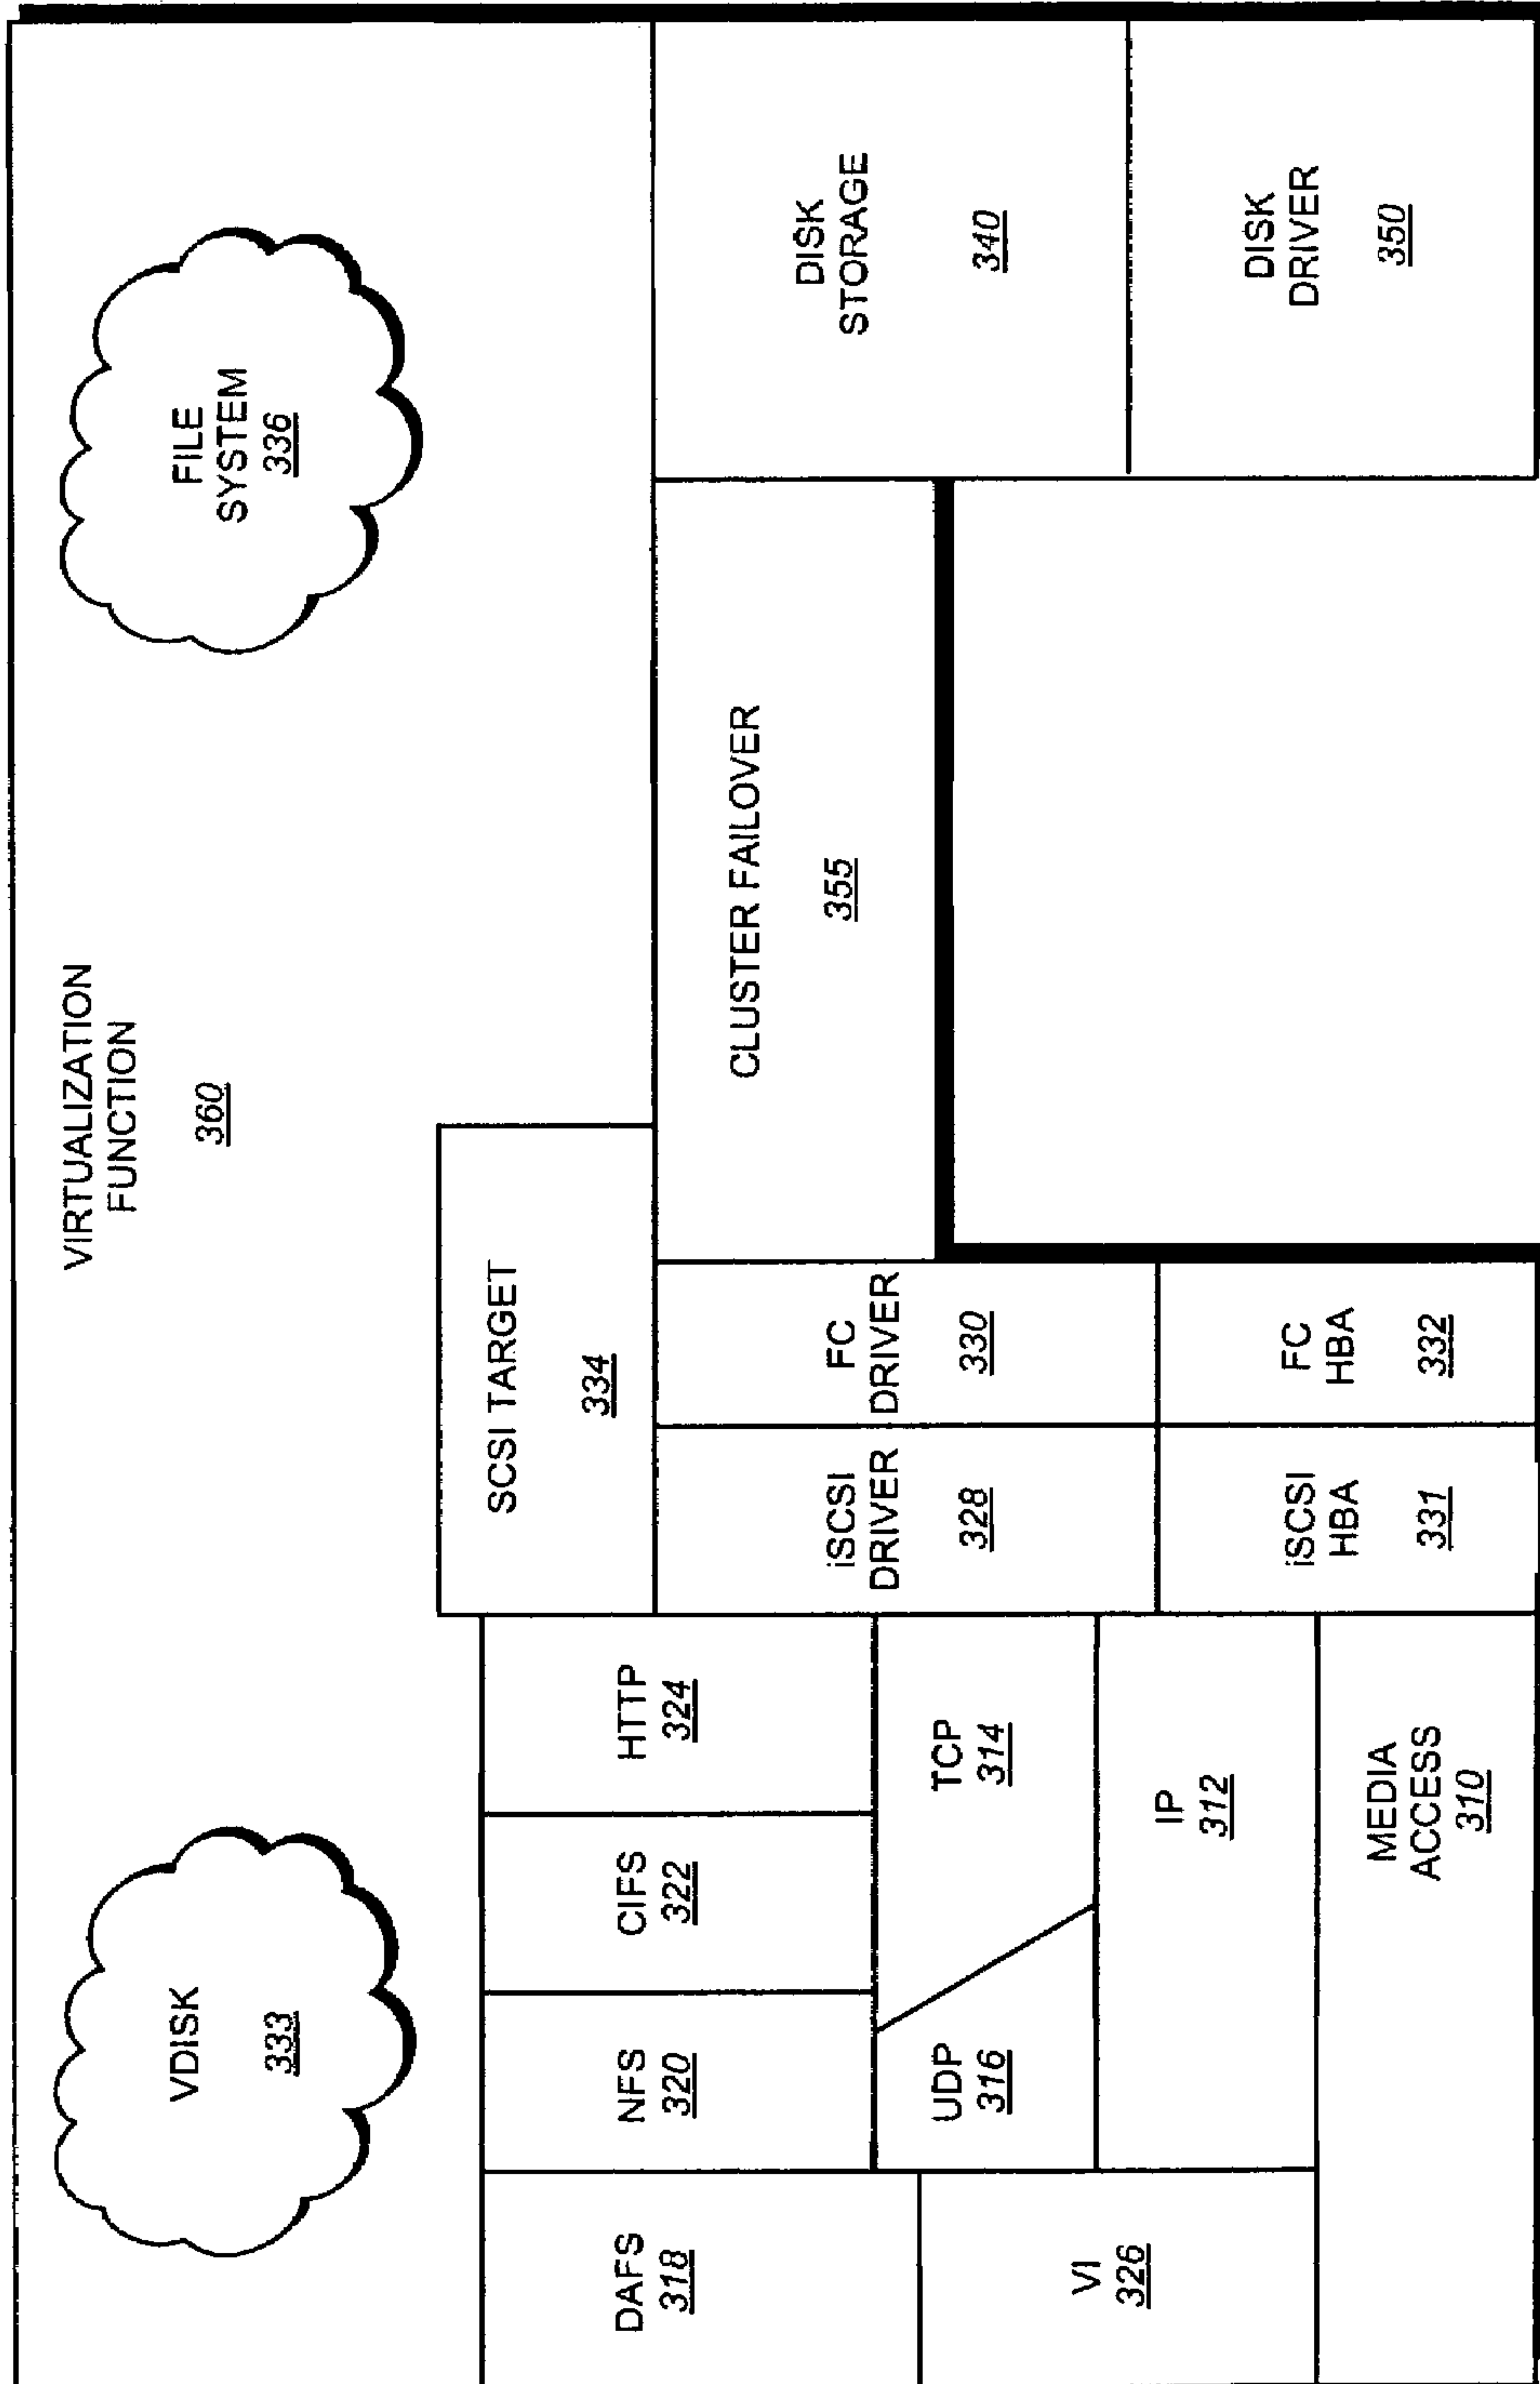 VIRTUALIZATION
FUNCTION
360
VDISK
333
FILE
SYSTEM
336
SCSI TARGET
334
DAFS
318
NFS
320
CIFS
322
HTTP
324
CLUSTER FAILOVER
355
DISK
STORAGE
340
iSCSI
DRIVER
328
FC
DRIVER
330
UDP
316
TCP
314
VI
326
IP
312
DISK
DRIVER
350
iSCSI
HBA
331
FC
HBA
332
MEDIA
ACCESS
310